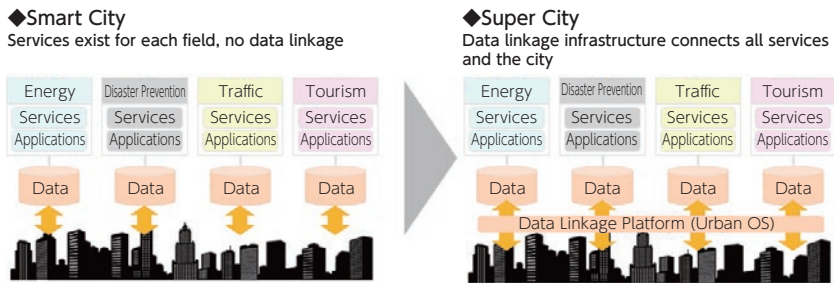 ◆Smart City
Services exist for each field, no data linkage
Energy
Disaster Prevention
Traffic
Tourism
Services
Services
Services
Services
Applications
Applications
Applications
Applications
Data
Data
Data
Data
◆Super City
Data linkage infrastructure connects all services
and the city
Energy
Disaster Prevention
Traffic
Tourism
Services
Services
Services
Services
Applications
Applications
Applications
Applications
Data
Data
Data
Data
Data Linkage Platform (Urban OS)